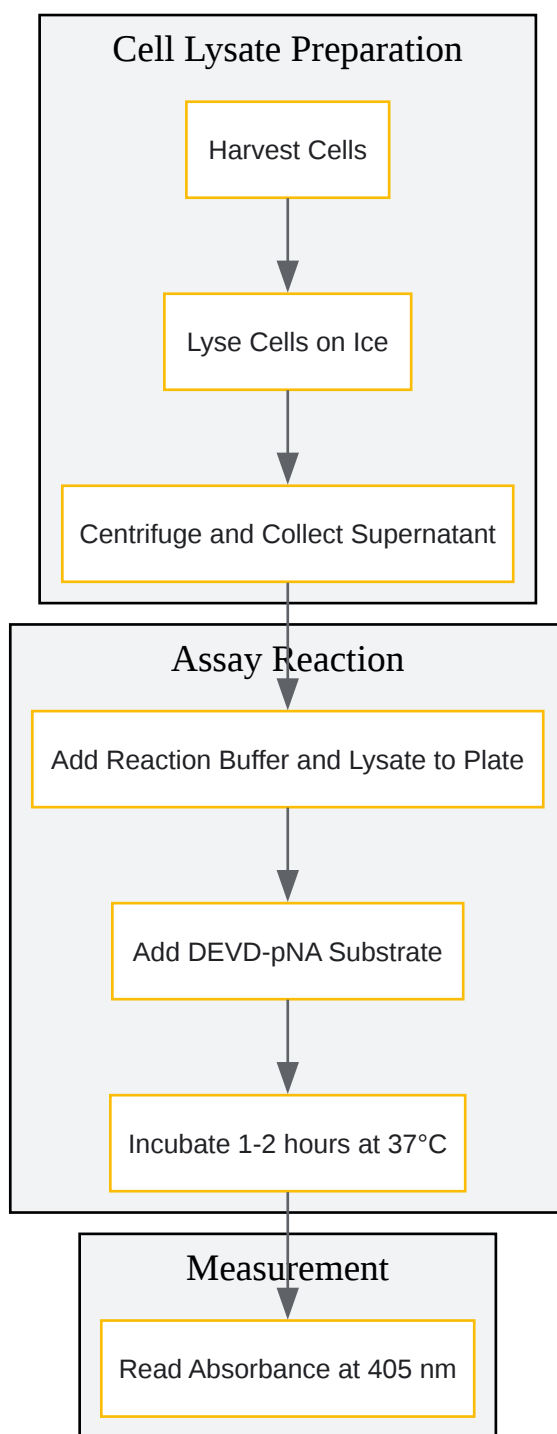 Cell Lysate Preparation
Harvest Cells
Lyse Cells on Ice
Centrifuge and Collect Supernatant
Assay Reaction
Add Reaction Buffer and Lysate to Plate
Add DEVD-pNA Substrate
Incubate 1-2 hours at 37°C
Measurement
Read Absorbance at 405 nm